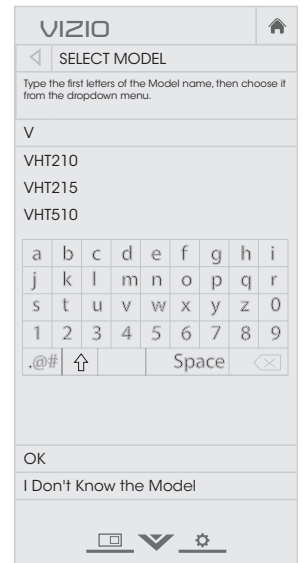 VIZIO
SELECT MODEL
Type the first letters of the Model name, then choose it
from the dropdown menu.
V
VHT210
VHT215
VHT510
a b c d e f g h i
j k l m n o p q r
s t u v w x y z 0
1 2 3 4 5 6 7 8 9
.@# Space
OK
I Don't Know the Model